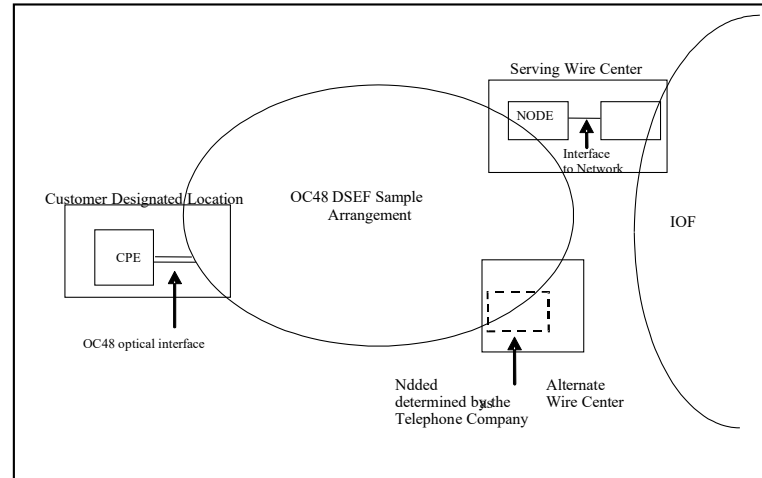 Serving Wire Center
NODE
Interface
to Network
Customer Designated Location
OC48 DSEF Sample
Arrangement
IOF
CPE
OC48 optical interface
Alternate
Wire Center
determined by the
Telephone Company